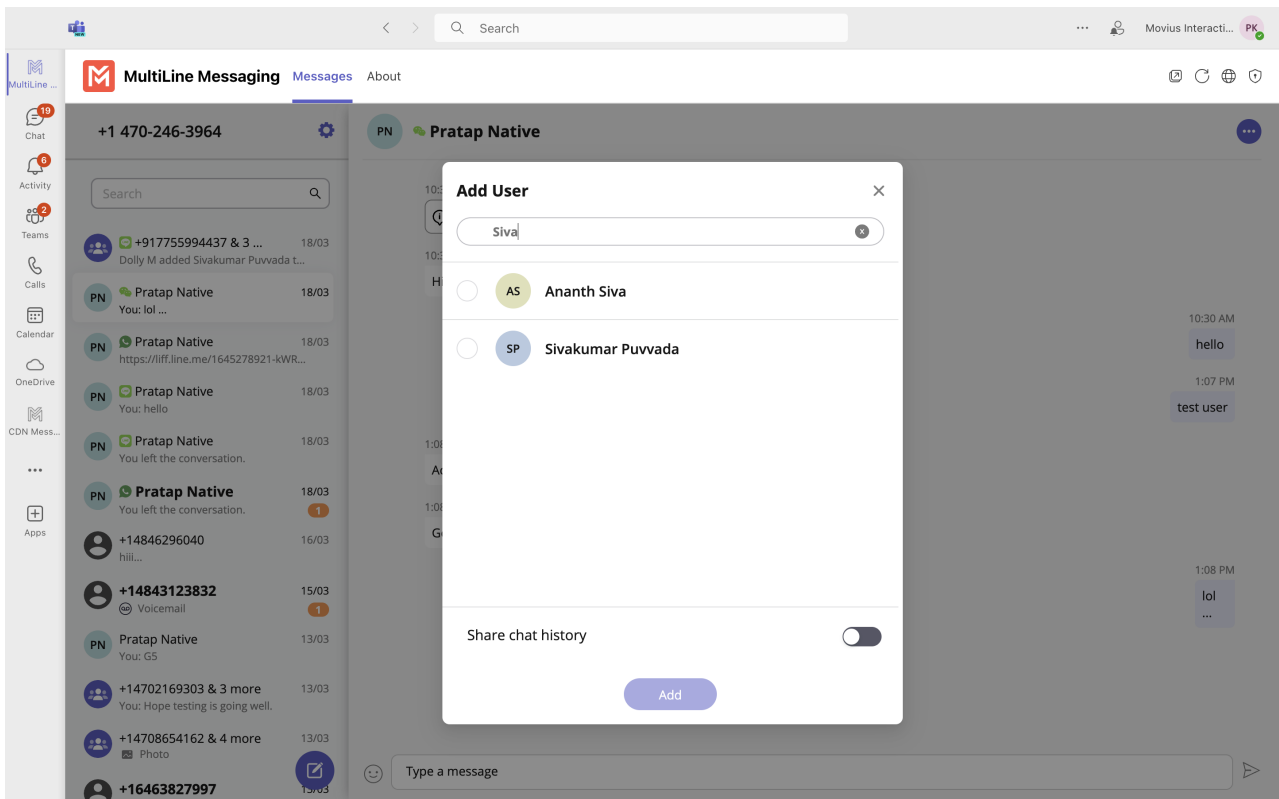 NEW
Search
Movius Interacti...
PK
MultiLine ...
19
Chat
6
Activity
2
Teams
Calls
Calendar
OneDrive
CDN Mess...
Apps
MultiLine Messaging
Messages
About
+1 470-246-3964
Search
+917755994437 & 3 ...
18/03
Dolly M added Sivakumar Puvvada t...
PN
Pratap Native
18/03
You: lol ...
PN
Pratap Native
18/03
https://liff.line.me/1645278921-kWR...
PN
Pratap Native
18/03
You: hello
PN
Pratap Native
18/03
You left the conversation.
PN
Pratap Native
18/03
You left the conversation.
1
+14846296040
16/03
hiii...
+14843123832
15/03
Voicemail
1
PN
Pratap Native
13/03
You: G5
+14702169303 & 3 more
13/03
You: Hope testing is going well.
+14708654162 & 4 more
13/03
Photo
+16463827997
13/03
PN
Pratap Native
10:30 AM
hello
1:07 PM
test user
1:08 PM
lol
...
Type a message
Add User
Siva
AS
Ananth Siva
SP
Sivakumar Puvvada
Share chat history
Add